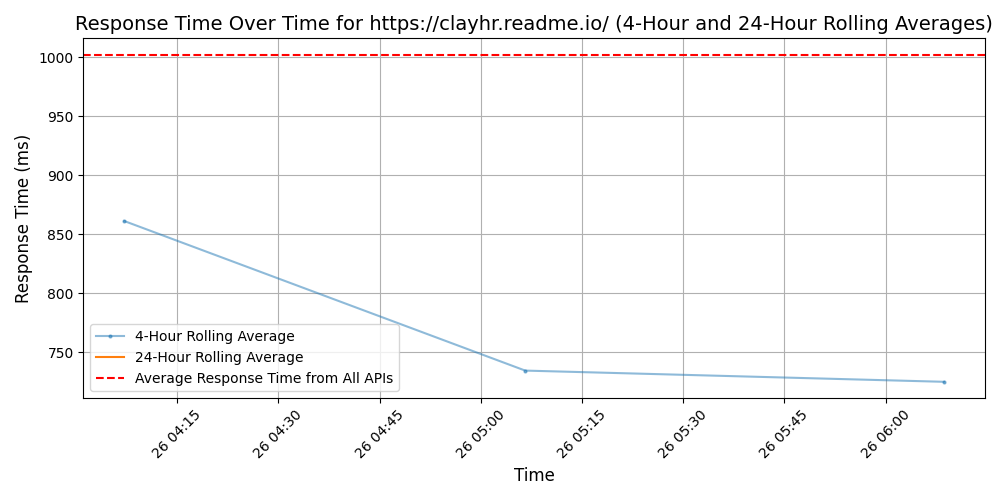 Response Time Over Time for https://clayhr.readme.io/ (4-Hour and 24-Hour Rolling Averages)
Response Time (ms)
1000
950
900
850
800
750
4-Hour Rolling Average
24-Hour Rolling Average
Average Response Time from All APIs
26 04:15
26 04:30
26 04:45
26 05:00
26 05:15
26 05:30
26 05:45
26 06:00
Time